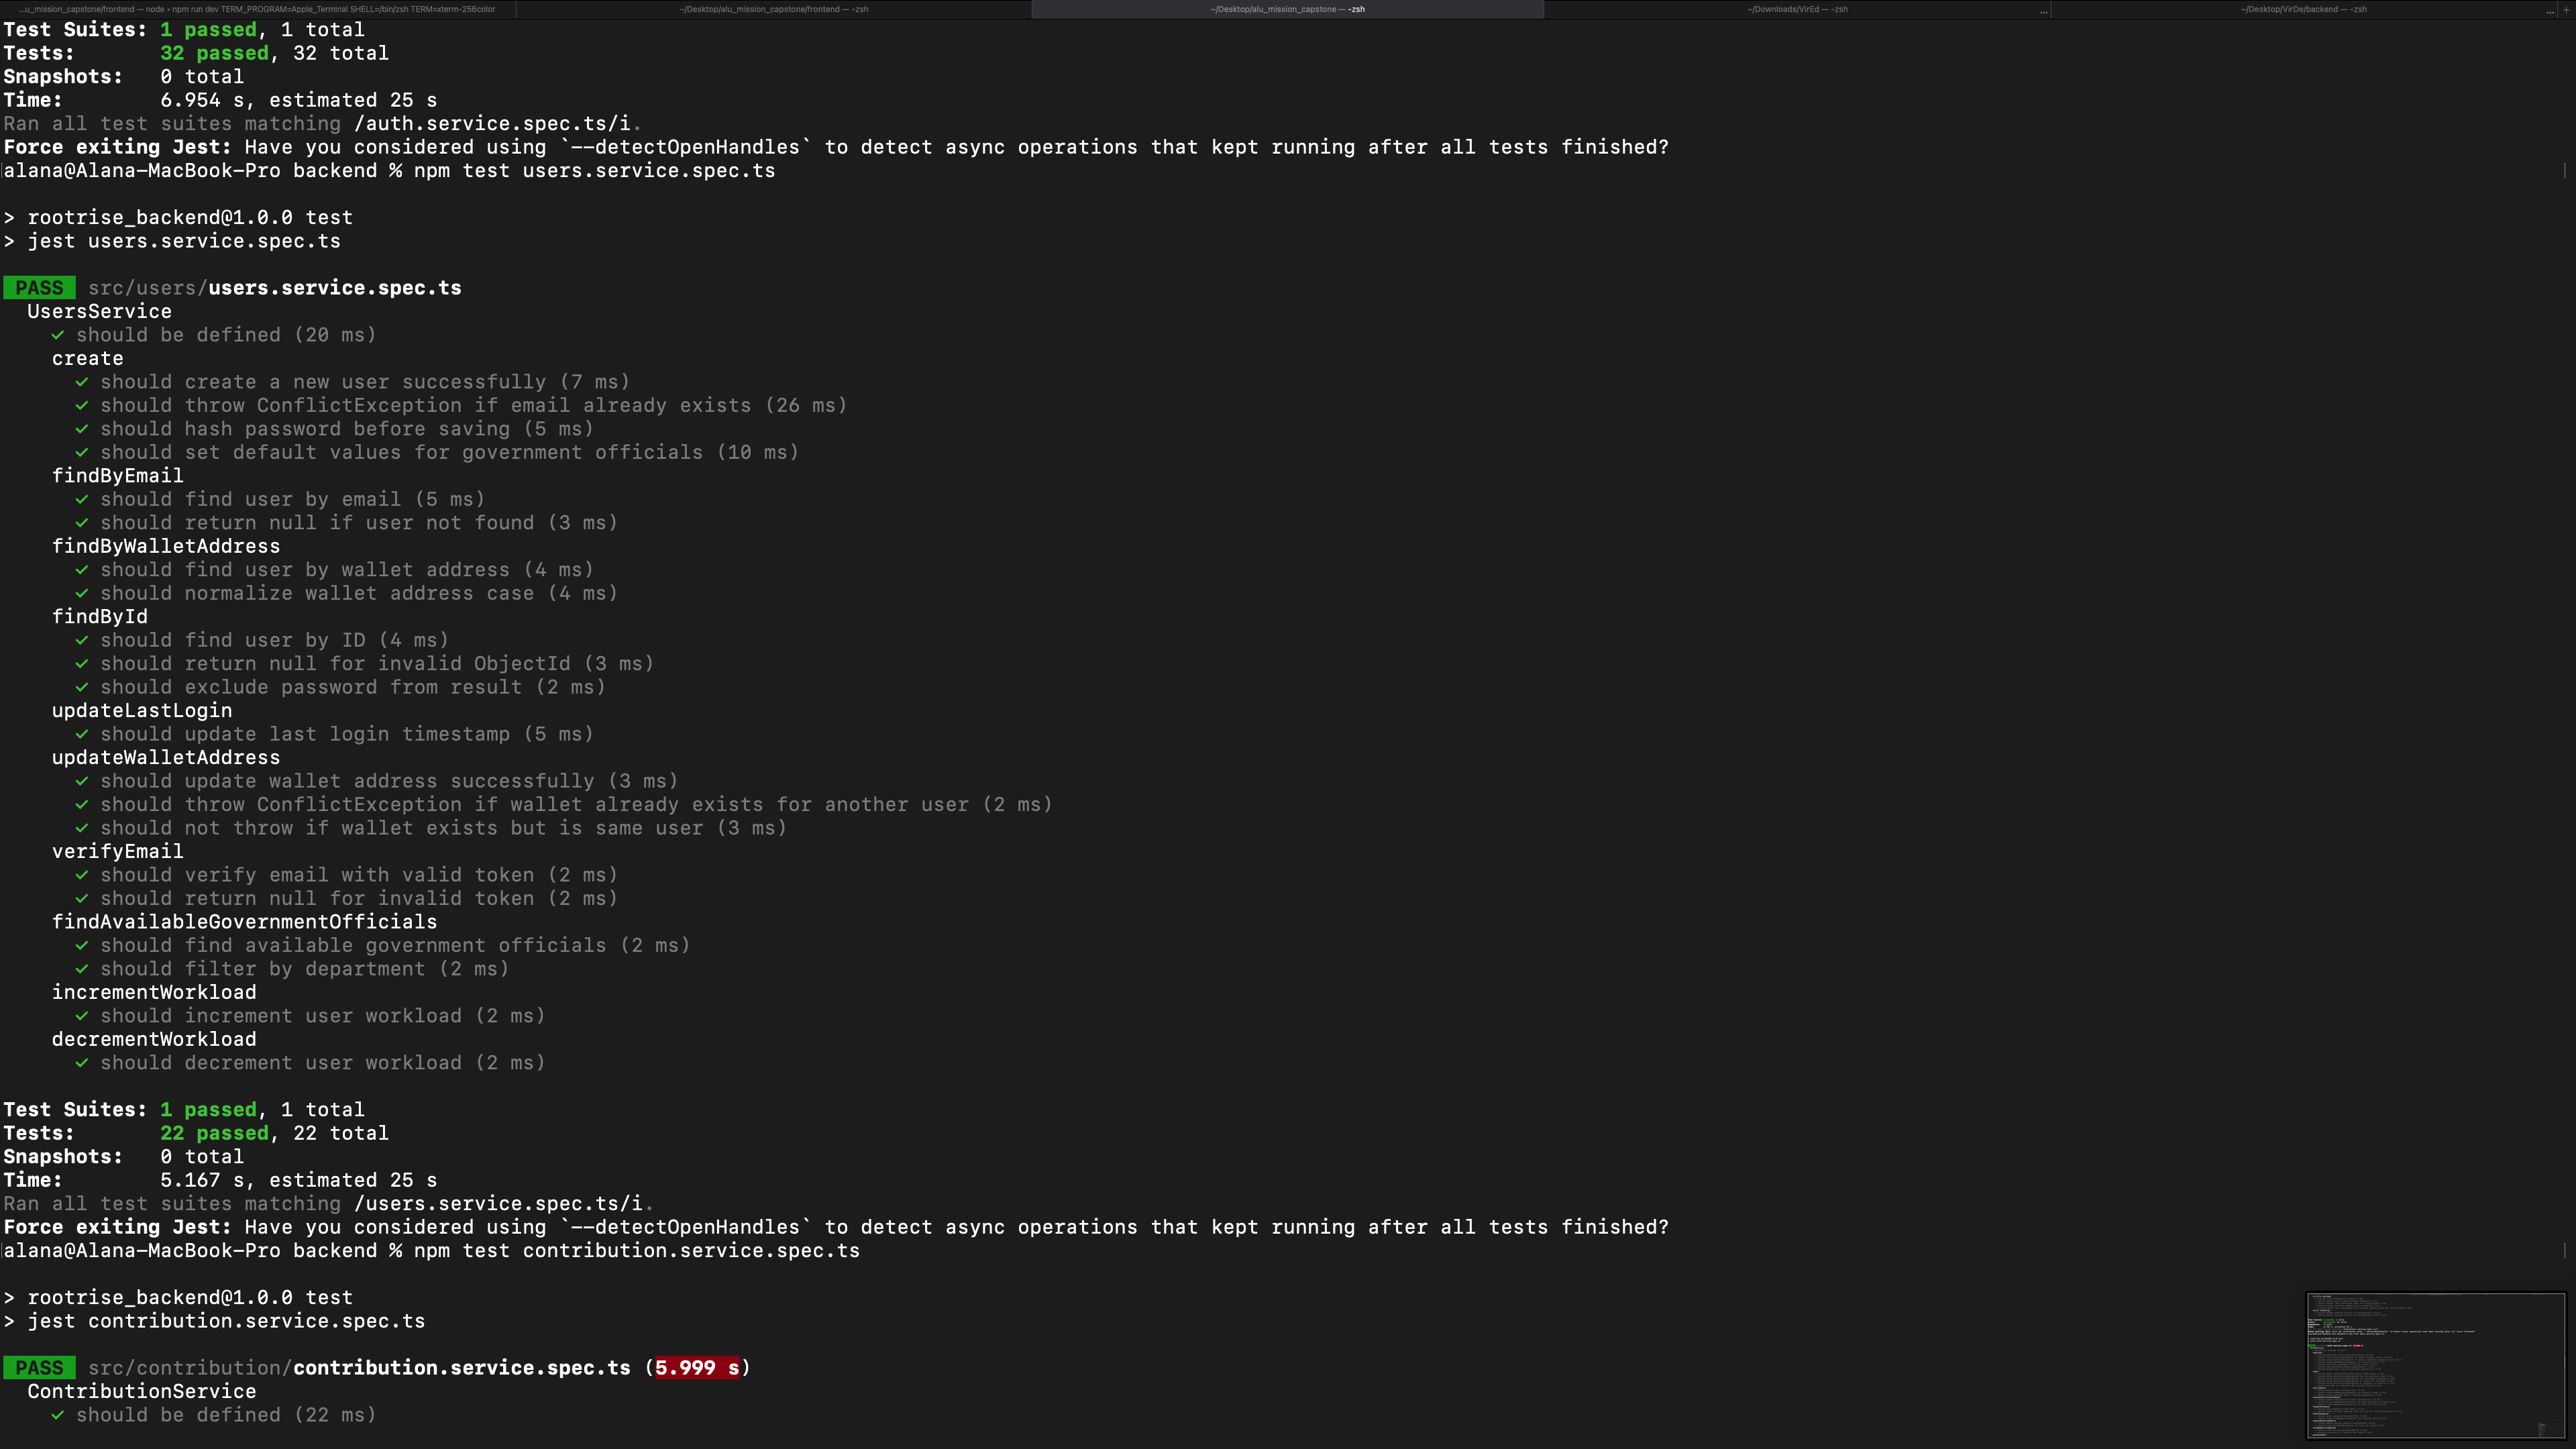 ...u_mission_capstone/frontend — node ◂ npm run dev TERM_PROGRAM=Apple_Terminal SHELL=/bin/zsh TERM=xterm-256color
~/Desktop/alu_mission_capstone/frontend — -zsh
~/Desktop/alu_mission_capstone — -zsh
~/Downloads/VirEd — -zsh ...
~/Desktop/VirDe/backend — -zsh ... +
Test Suites: 1 passed, 1 total
Tests: 32 passed, 32 total
Snapshots: 0 total
Time: 6.954 s, estimated 25 s
Ran all test suites matching /auth.service.spec.ts/i.
Force exiting Jest: Have you considered using `--detectOpenHandles` to detect async operations that kept running after all tests finished?
alana@Alana-MacBook-Pro backend % npm test users.service.spec.ts
> rootrise_backend@1.0.0 test
> jest users.service.spec.ts
PASS src/users/users.service.spec.ts
UsersService
✓ should be defined (20 ms)
create
✓ should create a new user successfully (7 ms)
✓ should throw ConflictException if email already exists (26 ms)
✓ should hash password before saving (5 ms)
✓ should set default values for government officials (10 ms)
findByEmail
✓ should find user by email (5 ms)
✓ should return null if user not found (3 ms)
findByWalletAddress
✓ should find user by wallet address (4 ms)
✓ should normalize wallet address case (4 ms)
findById
✓ should find user by ID (4 ms)
✓ should return null for invalid ObjectId (3 ms)
✓ should exclude password from result (2 ms)
updateLastLogin
✓ should update last login timestamp (5 ms)
updateWalletAddress
✓ should update wallet address successfully (3 ms)
✓ should throw ConflictException if wallet already exists for another user (2 ms)
✓ should not throw if wallet exists but is same user (3 ms)
verifyEmail
✓ should verify email with valid token (2 ms)
✓ should return null for invalid token (2 ms)
findAvailableGovernmentOfficials
✓ should find available government officials (2 ms)
✓ should filter by department (2 ms)
incrementWorkload
✓ should increment user workload (2 ms)
decrementWorkload
✓ should decrement user workload (2 ms)
Test Suites: 1 passed, 1 total
Tests: 22 passed, 22 total
Snapshots: 0 total
Time: 5.167 s, estimated 25 s
Ran all test suites matching /users.service.spec.ts/i.
Force exiting Jest: Have you considered using `--detectOpenHandles` to detect async operations that kept running after all tests finished?
alana@Alana-MacBook-Pro backend % npm test contribution.service.spec.ts
> rootrise_backend@1.0.0 test
> jest contribution.service.spec.ts
PASS src/contribution/contribution.service.spec.ts (5.999 s)
ContributionService
✓ should be defined (22 ms)